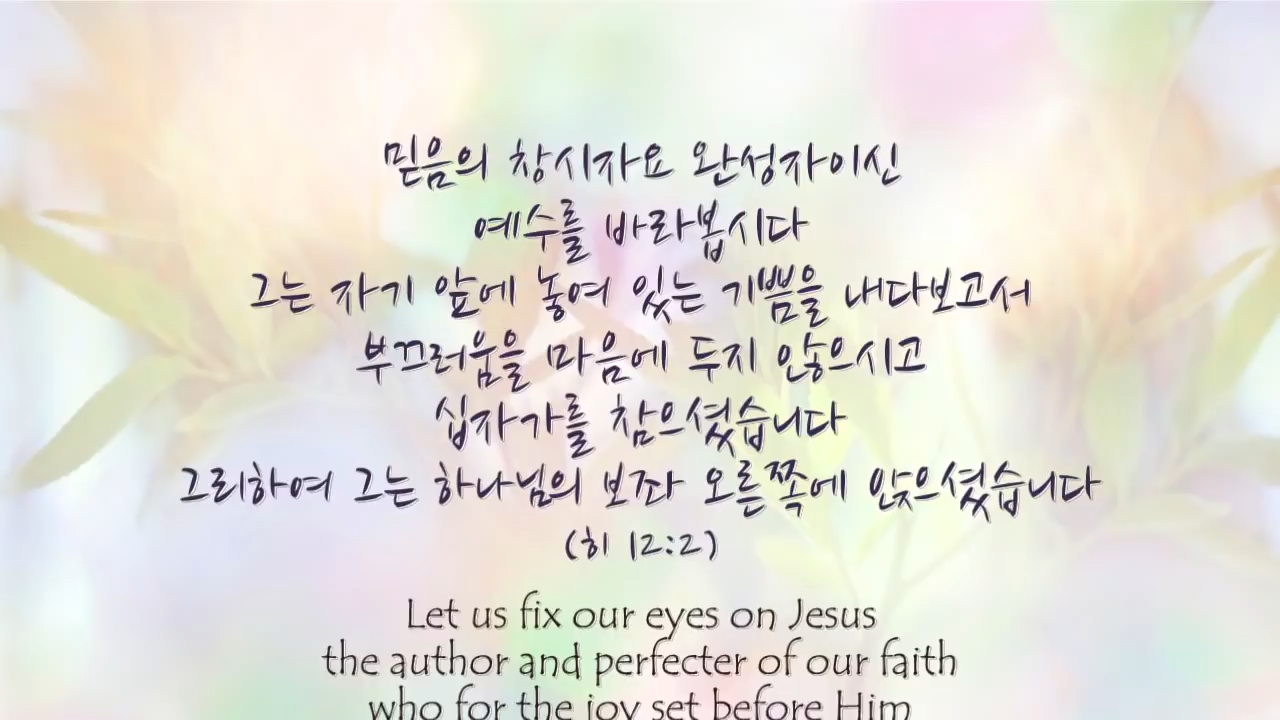 믿음의 창시자요 완성자이신
예수를 바라봅시다
그는 자기 앞에 놓여 있는 기쁨을 내다보고서
부끄러움을 마음에 두지 않으시고
십자가를 참으셨습니다
그리하여 그는 하나님의 보좌 오른쪽에 앉으셨습니다
(히 12:2)
Let us fix our eyes on Jesus
the author and perfecter of our faith
who for the joy set before Him